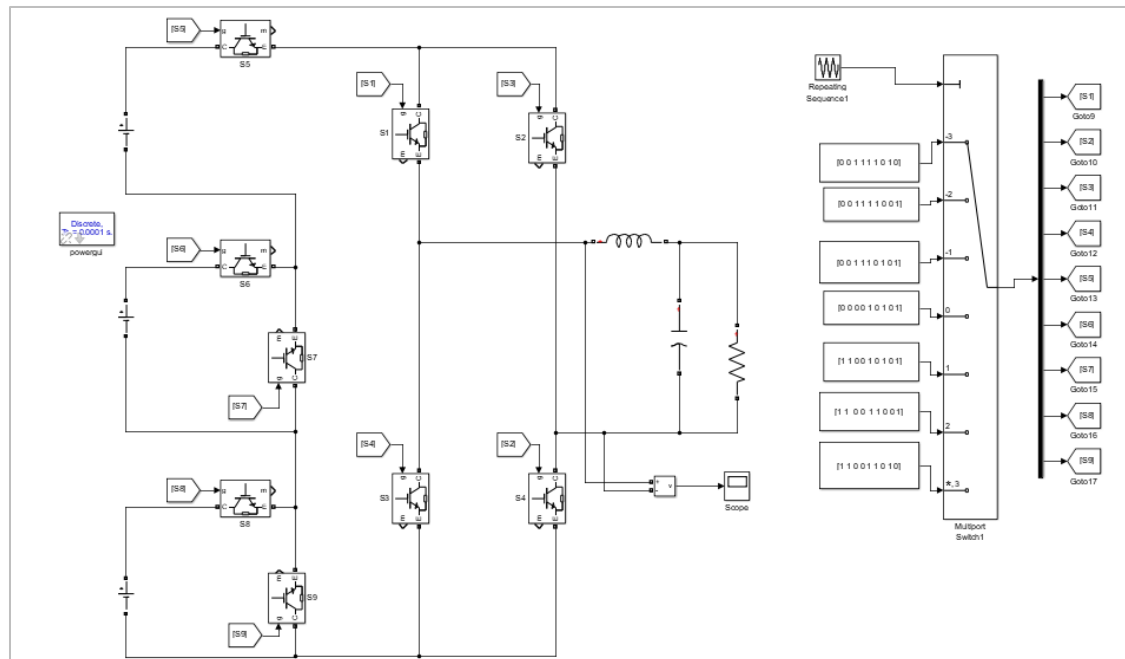 [S5]
g
m
C
E
S5
[S1]
g
C
S1
m
E
[S3]
g
C
S2
m
E
Discrete,
Ts = 0.0001 s.
powergui
[S6]
g
m
C
E
S6
m
E
S7
g
C
[S7]
[S8]
g
m
C
E
S8
m
E
S9
g
C
[S9]
[S4]
g
C
S3
m
E
[S2]
g
C
S4
m
E
+
-
v
Scope
Repeating
Sequence1
[0 0 1 1 1 1 0 1 0]
[0 0 1 1 1 1 0 0 1]
[0 0 1 1 1 0 1 0 1]
[0 0 0 0 1 0 1 0 1]
[1 1 0 0 1 0 1 0 1]
[1 1 0 0 1 1 0 0 1]
[1 1 0 0 1 1 0 1 0]
-3
-2
-1
0
1
2
*,3
Multiport
Switch1
[S1]
Goto9
[S2]
Goto10
[S3]
Goto11
[S4]
Goto12
[S5]
Goto13
[S6]
Goto14
[S7]
Goto15
[S8]
Goto16
[S9]
Goto17